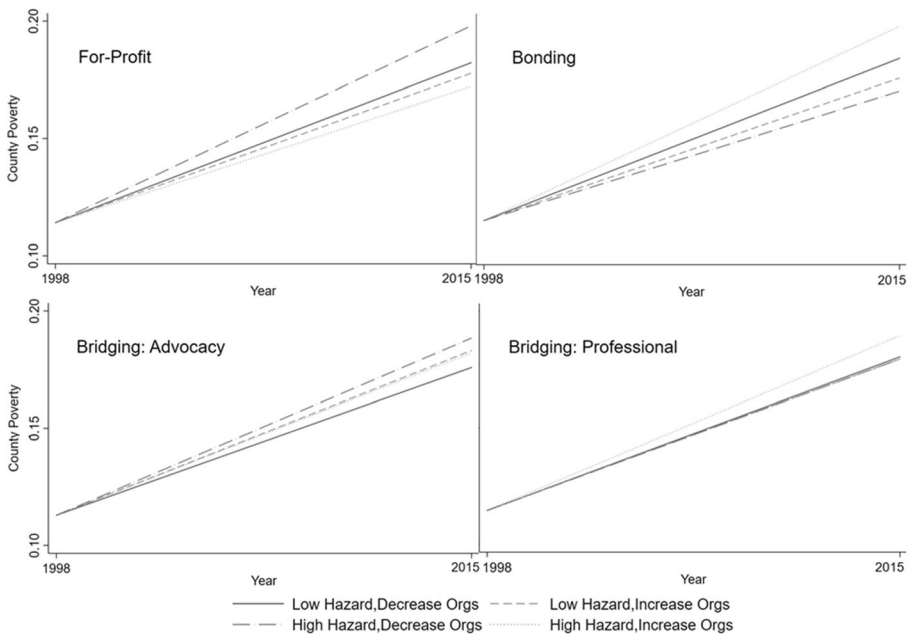 0.20
For-Profit
Bonding
County Poverty
0.15
0.10
1998
2015
1998
2015
Year
Year
0.20
Bridging: Advocacy
Bridging: Professional
County Poverty
0.15
0.10
1998
2015
1998
2015
Year
Year
Low Hazard,Decrease Orgs
Low Hazard,Increase Orgs
High Hazard,Decrease Orgs
High Hazard,Increase Orgs